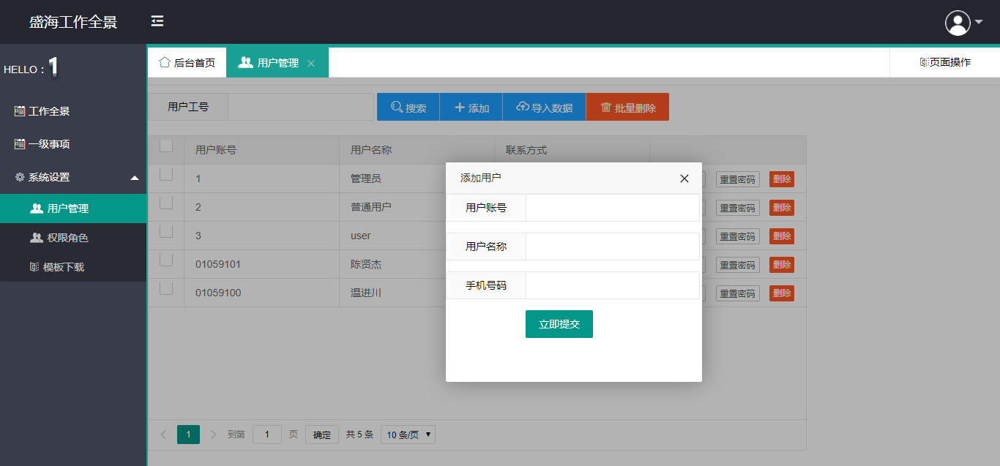 盛海工作全景
HELLO：1
工作全景
一级事项
系统设置
用户管理
权限角色
模板下载
后台首页 用户管理 页面操作
用户工号 搜索 添加 导入数据 批量删除
用户账号 用户名称 联系方式
1 管理员 重置密码 删除
2 普通用户 重置密码 删除
3 user 重置密码 删除
01059101 陈贤杰 重置密码 删除
01059100 温进川 重置密码 删除
添加用户
用户账号
用户名称
手机号码
立即提交
1 到第 1 页 确定 共 5 条 10 条/页